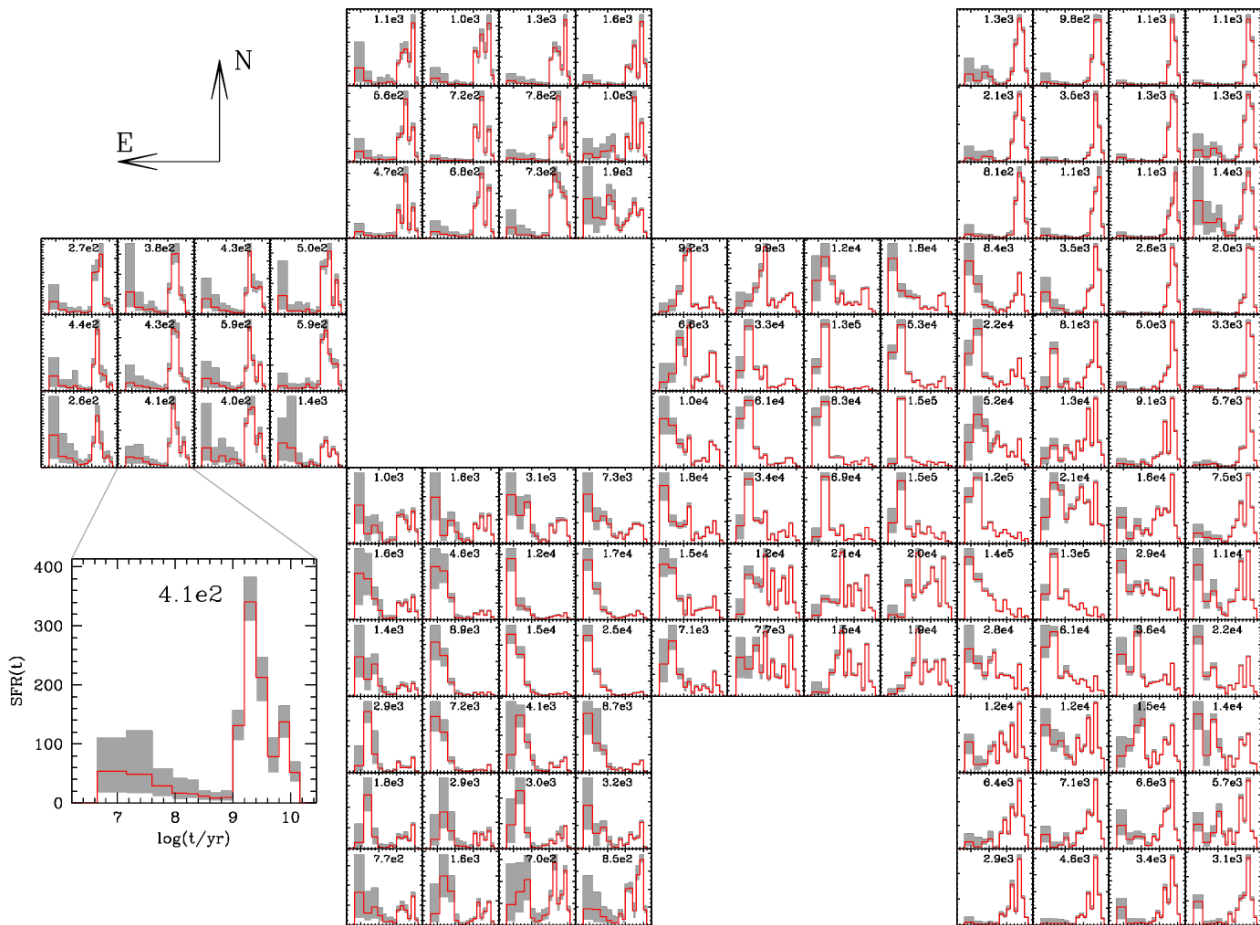 1.1e3 1.0e3 1.3e3 1.6e3 1.3e3 9.8e2 1.1e3 1.1e3
N
7.2e2 7.8e2 1.0e3 2.1e3 3.5e3 1.3e3 1.3e3
E
4.7e2 6.8e2 7.3e2 1.9e3 8.1e2 1.1e3 1.1e3 1.4e3
2.7e2 3.8e2 4.3e2 5.0e2 9.2e3 9.9e3 1.2e4 1.8e4 8.4e3 3.5e3 2.6e3 2.0e3
4.4e2 4.3e2 5.9e2 5.9e2 6.6e3 3.3e4 1.3e5 5.3e4 2.2e4 8.1e3 5.0e3 3.3e3
2.6e2 4.1e2 4.0e2 1.4e3 1.0e4 6.1e4 8.3e4 1.5e5 5.2e4 1.3e4 9.1e3 5.7e3
1.0e3 1.6e3 3.1e3 7.3e3 1.6e4 3.4e4 6.9e4 1.5e5 1.2e5 2.1e4 1.6e4 7.5e3
1.6e3 4.6e3 1.2e4 1.7e4 1.5e4 1.2e4 2.1e4 2.0e4 1.4e5 1.3e5 2.9e4 1.1e4
400
4.1e2
300
1.4e3 8.9e3 1.5e4 2.5e4 7.1e3 7.7e3 1.5e4 1.9e4 2.8e4 6.1e4 3.6e4 2.2e4
SFR(t)
200
2.9e3 7.2e3 4.1e3 8.7e3 1.2e4 1.2e4 1.5e4 1.4e4
100
1.8e3 2.9e3 3.0e3 3.2e3 6.4e3 7.1e3 6.6e3 5.7e3
0
7 8 9 10
log(t/yr)
7.7e2 1.6e3 7.0e2 8.5e2 2.9e3 4.6e3 3.4e3 3.1e3